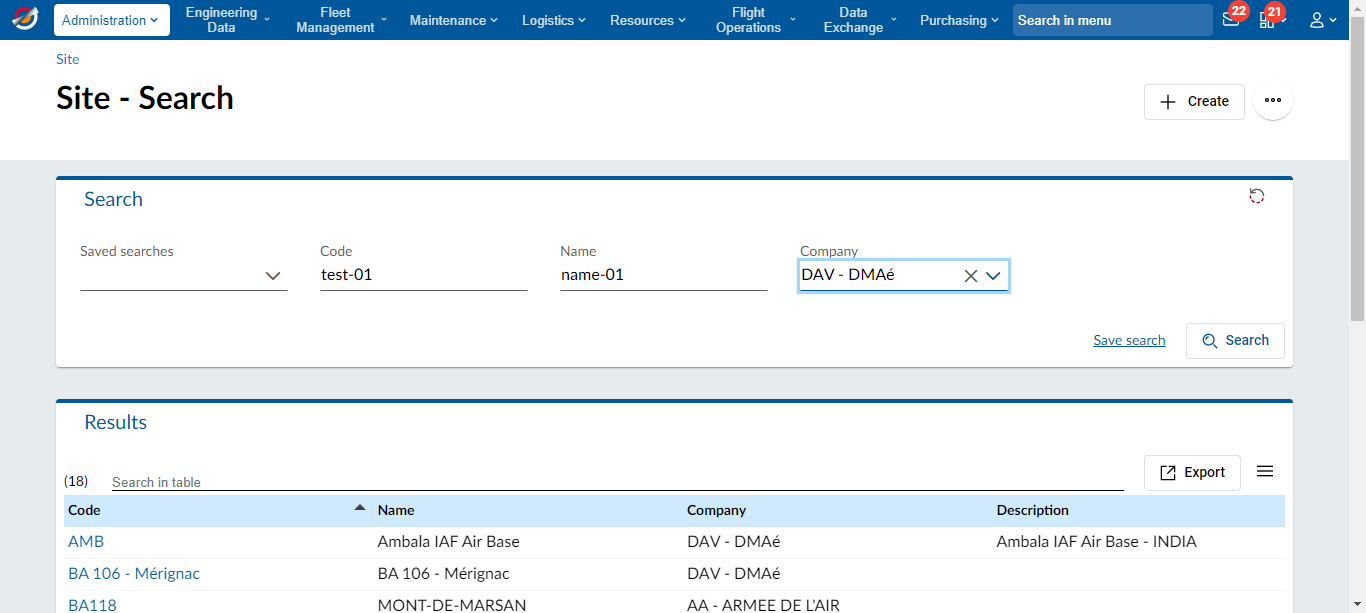 Administration
Engineering
Data
Fleet
Management
Maintenance
Logistics
Resources
Flight
Operations
Data
Exchange
Purchasing
Search in menu
22
21
Site
Site - Search
Create
Search
Saved searches
Code
test-01
Name
name-01
Company
DAV - DMAé
Save search
Search
Results
(18)
Search in table
Export
Code Name Company Description
AMB Ambala IAF Air Base DAV - DMAé Ambala IAF Air Base - INDIA
BA 106 - Mérignac BA 106 - Mérignac DAV - DMAé
BA118 MONT-DE-MARSAN AA - ARMEE DE L'AIR